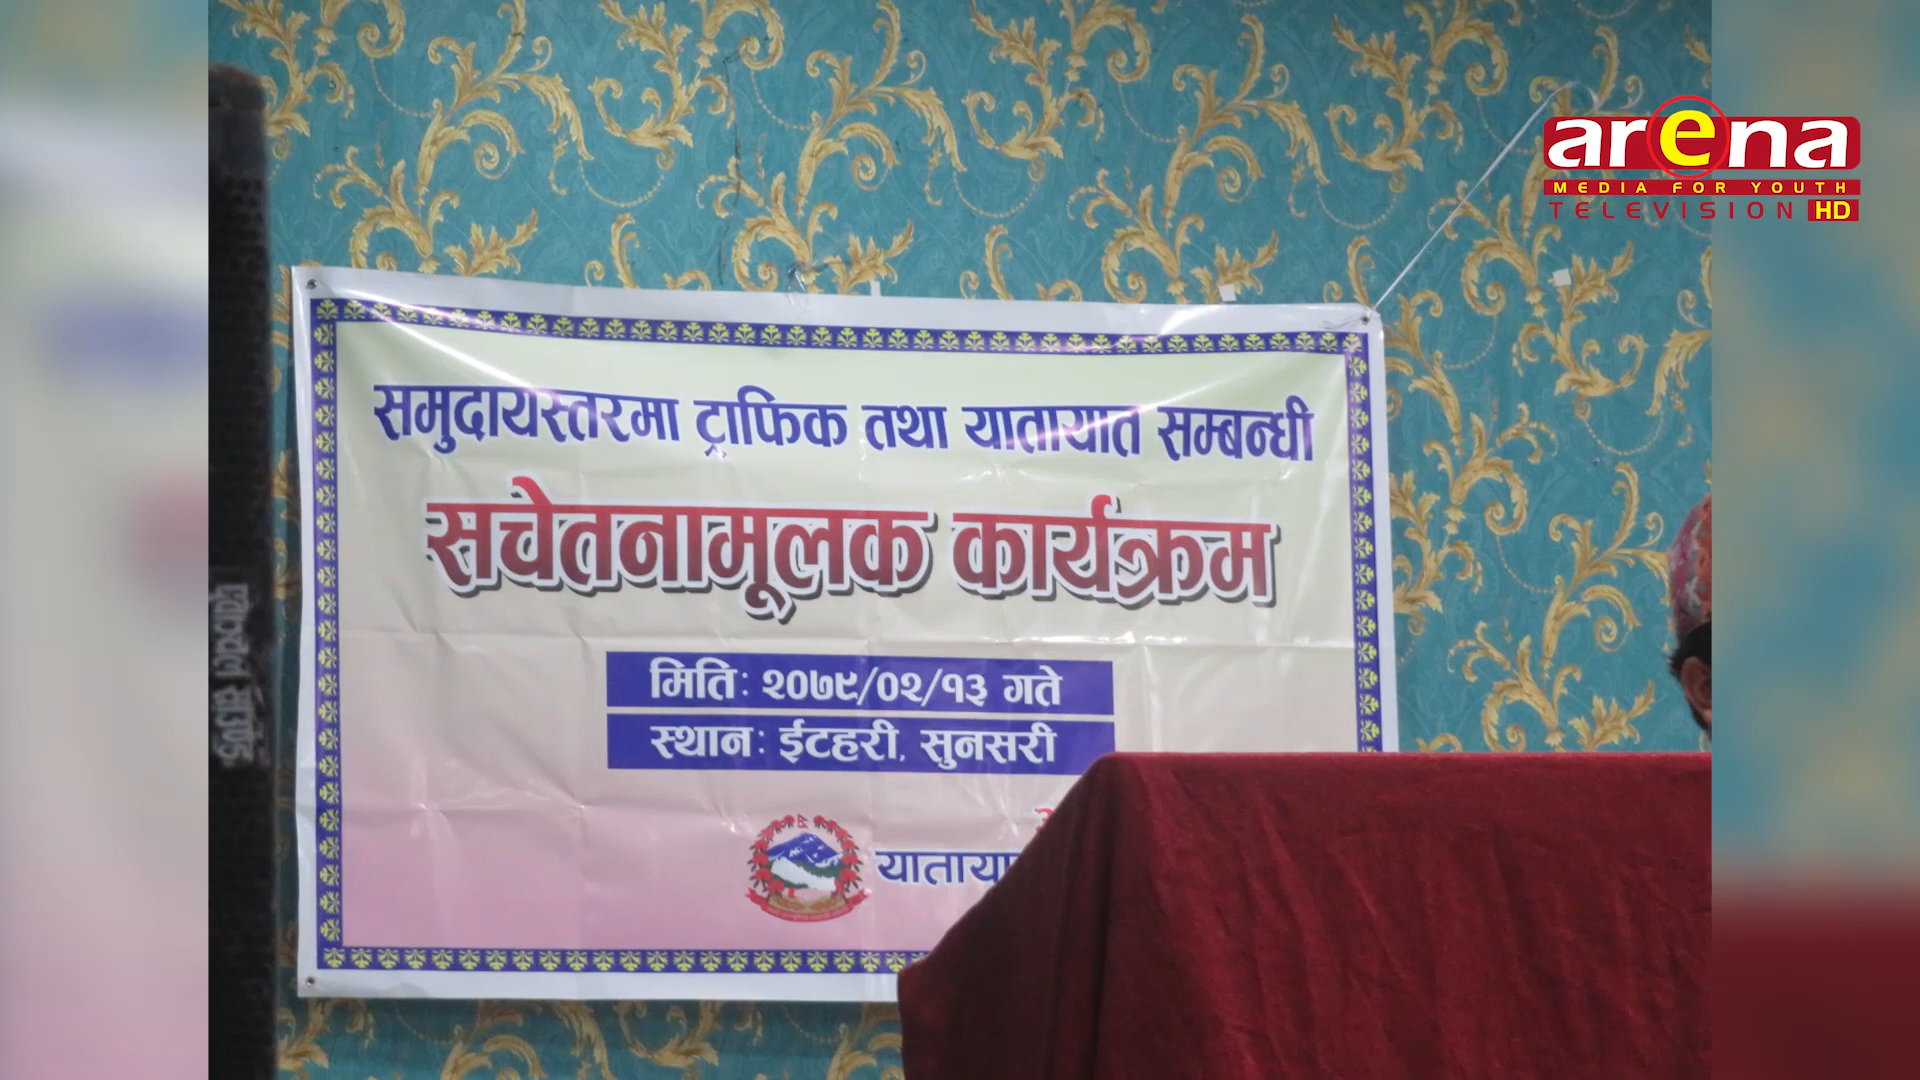 arena
MEDIA FOR YOUTH
TELEVISION HD
समुदायस्तरमा ट्राफिक तथा यातायात सम्बन्धी
सचेतनामूलक कार्यक्रम
मिति: २०७९/०२/१३ गते
स्थान: ईटहरी, सुनसरी